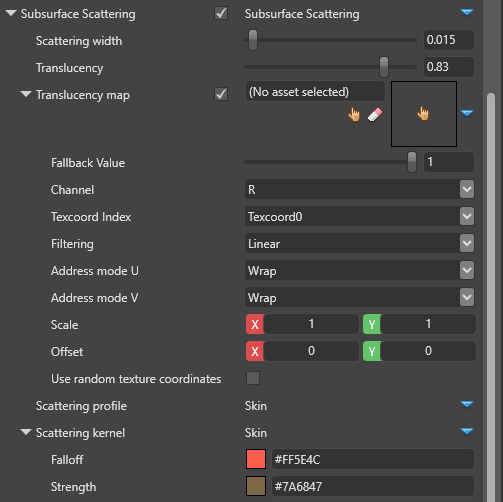 Subsurface Scattering Subsurface Scattering
Scattering width 0.015
Translucency 0.83
Translucency map (No asset selected)
Fallback Value 1
Channel R
Texcoord Index Texcoord0
Filtering Linear
Address mode U Wrap
Address mode V Wrap
Scale X 1 Y 1
Offset X 0 Y 0
Use random texture coordinates
Scattering profile Skin
Scattering kernel Skin
Falloff #FF5E4C
Strength #7A6847